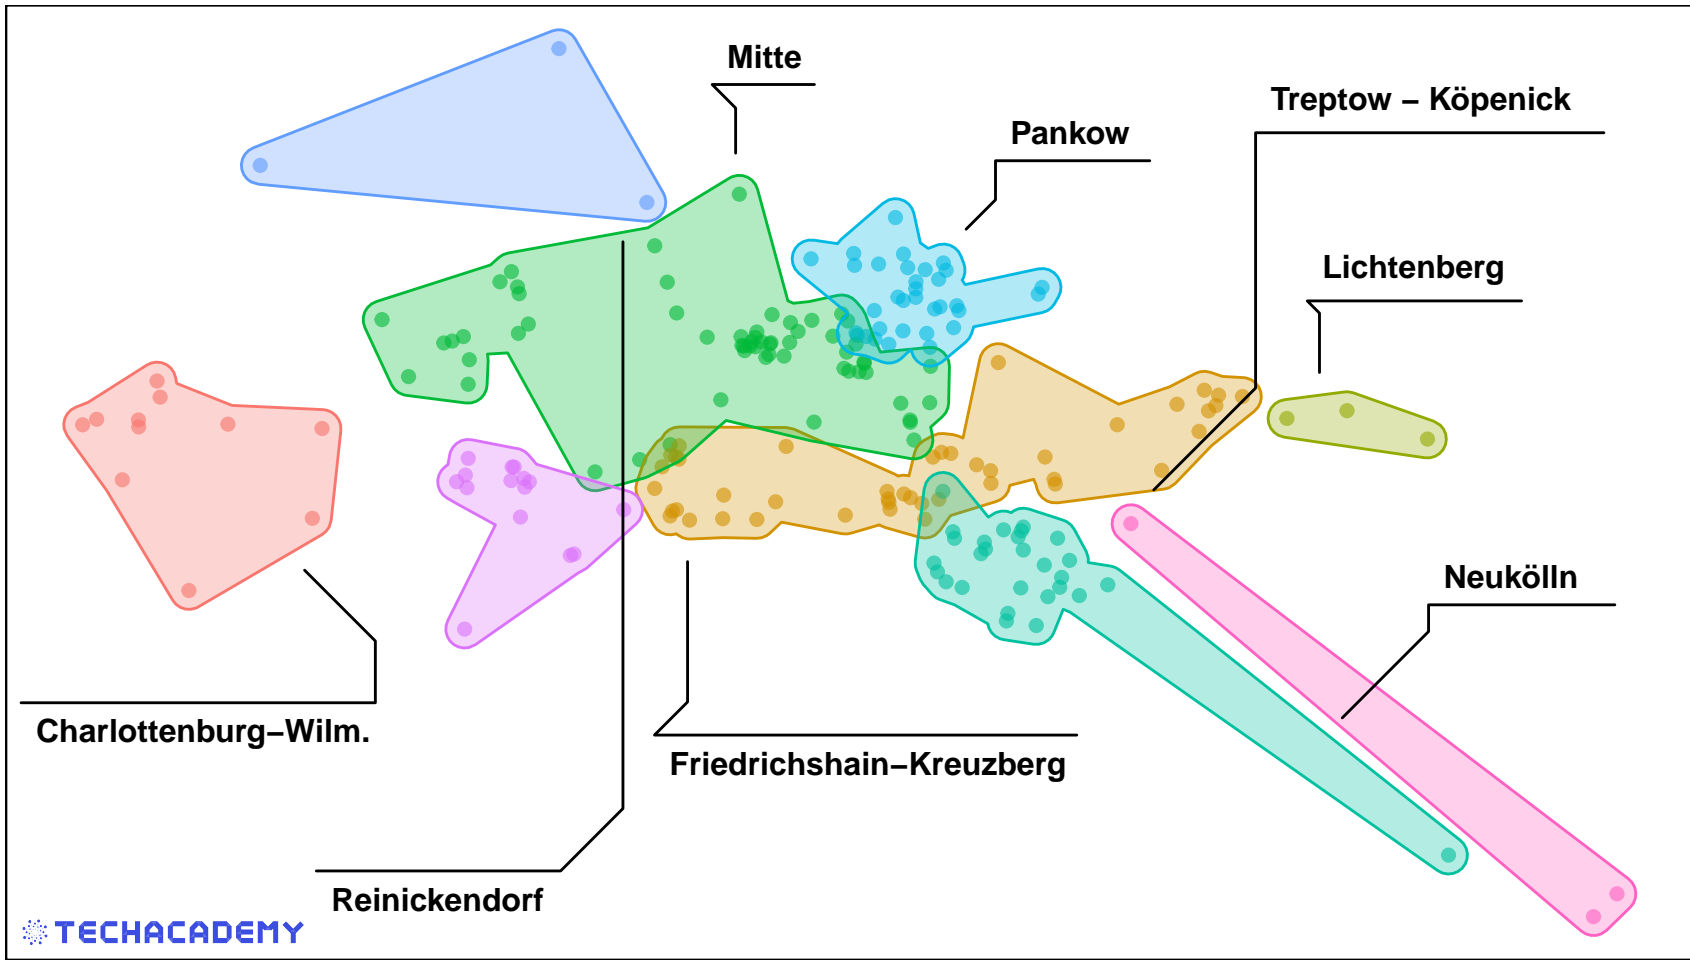 Mitte
Treptow – Köpenick
Pankow
Lichtenberg
Neukölln
Charlottenburg–Wilm.
Friedrichshain–Kreuzberg
Reinickendorf
TECHACADEMY